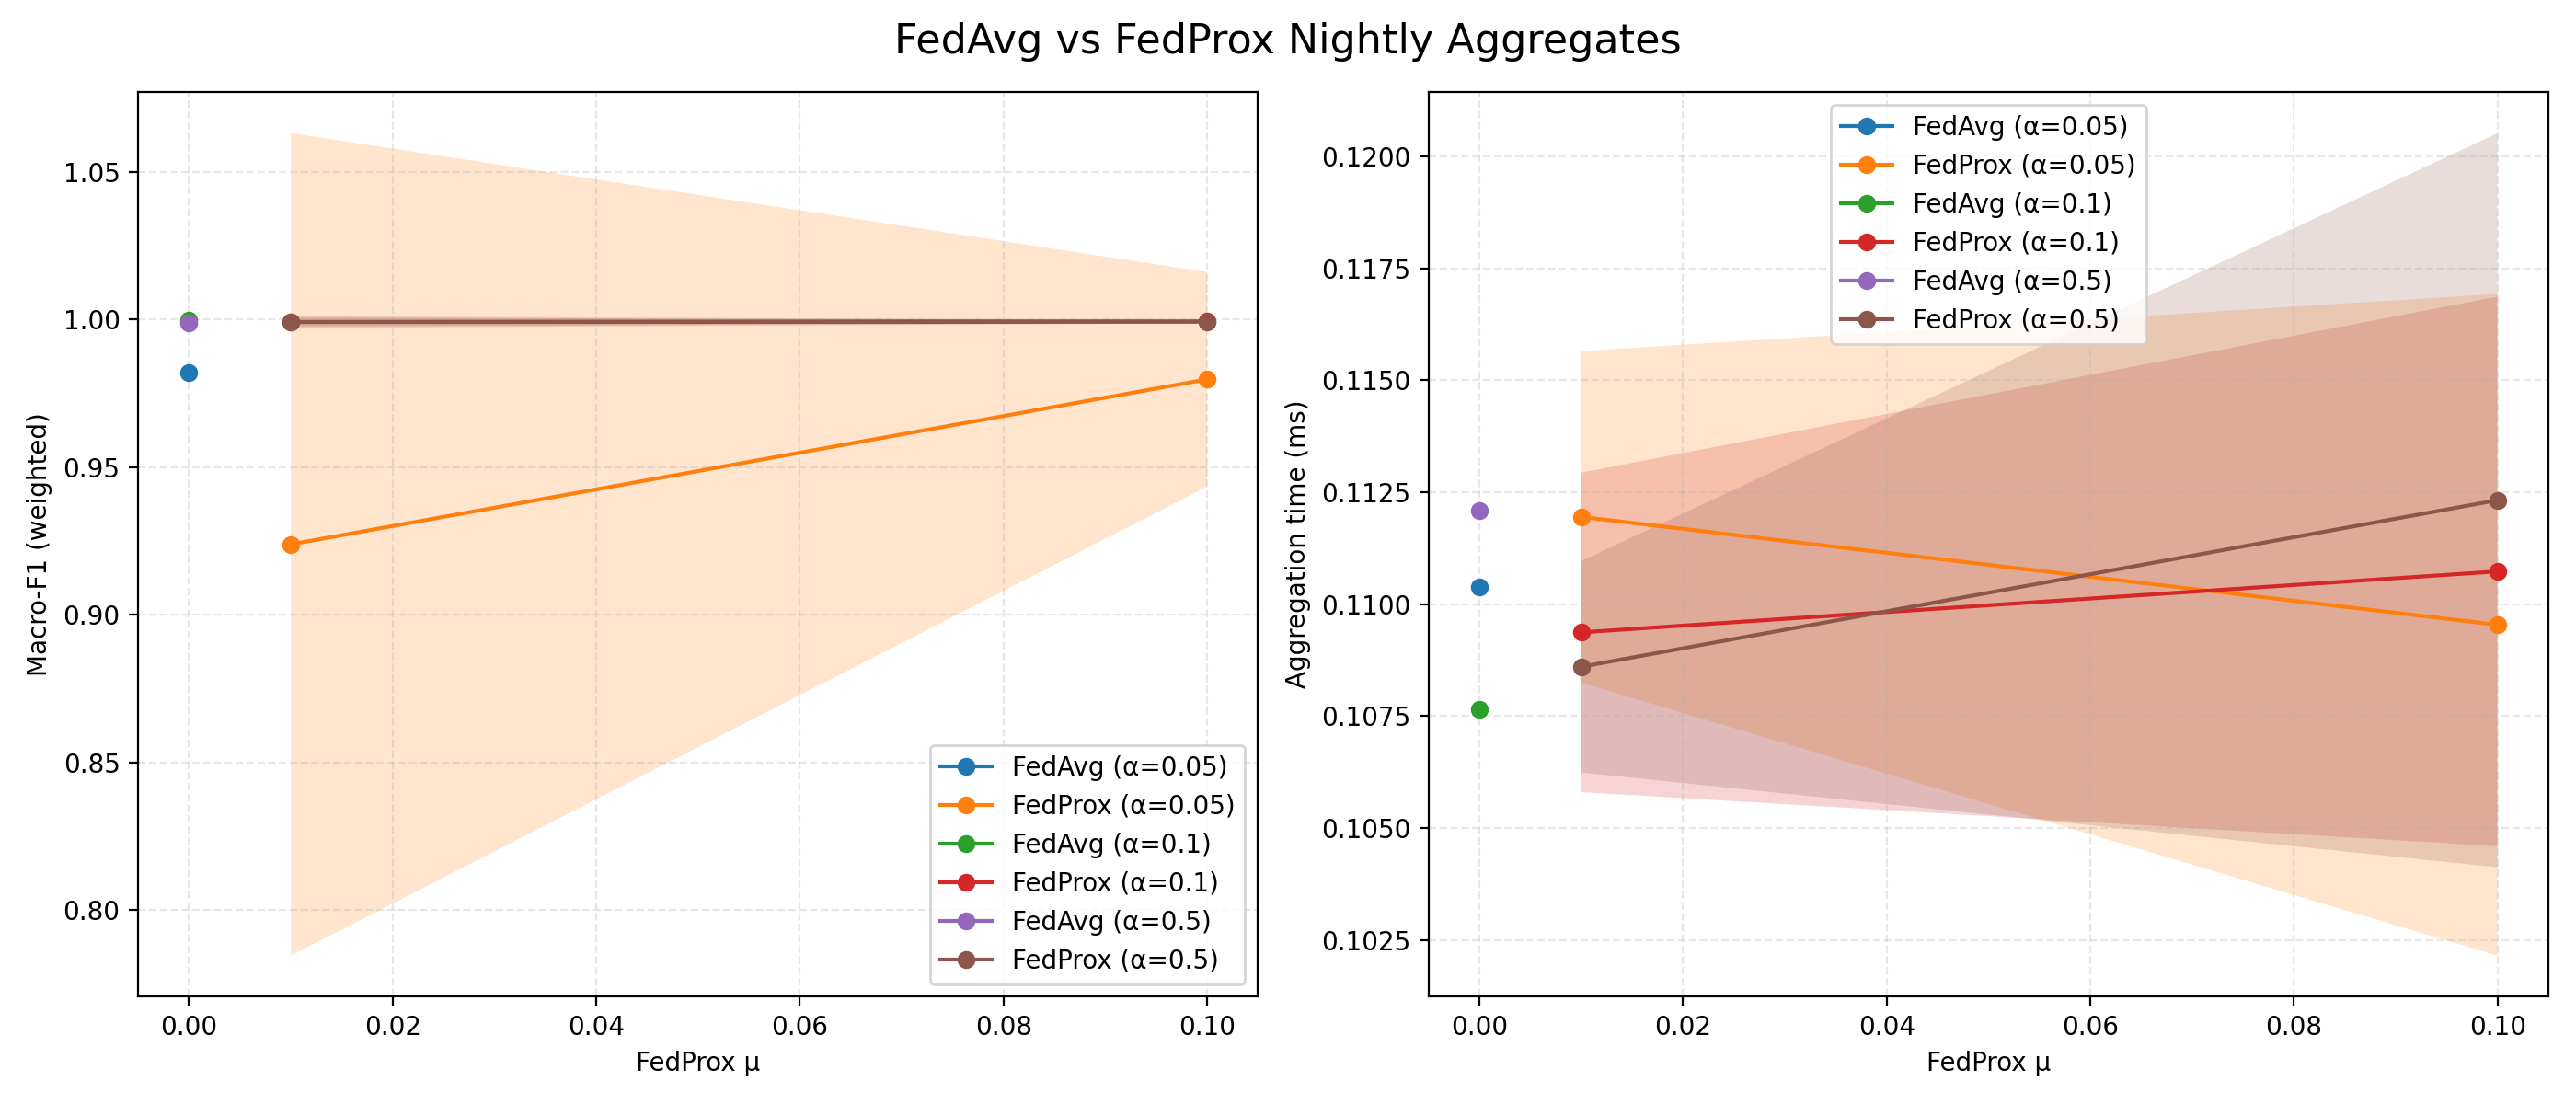 FedAvg vs FedProx Nightly Aggregates
Macro-F1 (weighted)
1.05
1.00
0.95
0.90
0.85
0.80
FedAvg (α=0.05)
FedProx (α=0.05)
FedAvg (α=0.1)
FedProx (α=0.1)
FedAvg (α=0.5)
FedProx (α=0.5)
0.00 0.02 0.04 0.06 0.08 0.10
FedProx μ
Aggregation time (ms)
0.1200
0.1175
0.1150
0.1125
0.1100
0.1075
0.1050
0.1025
FedAvg (α=0.05)
FedProx (α=0.05)
FedAvg (α=0.1)
FedProx (α=0.1)
FedAvg (α=0.5)
FedProx (α=0.5)
0.00 0.02 0.04 0.06 0.08 0.10
FedProx μ